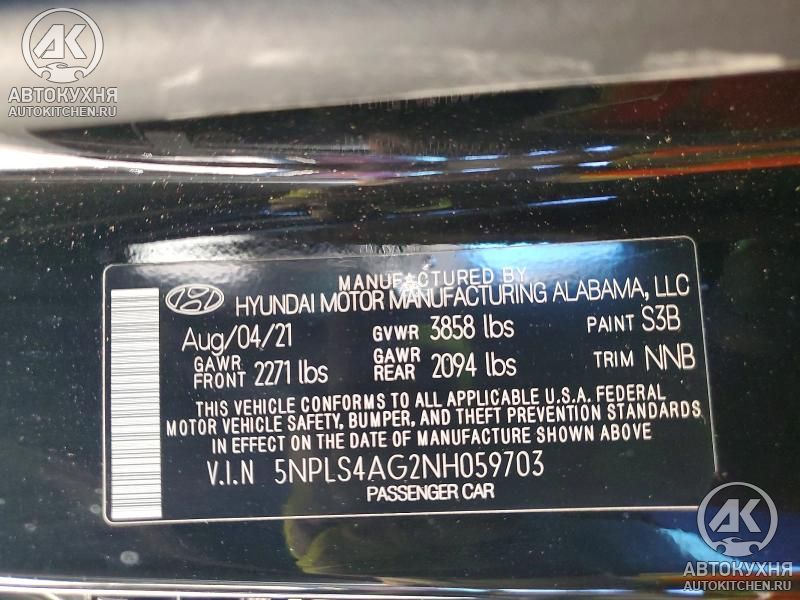 АК
АВТОКУХНЯ
AUTOKITCHEN.RU
MANUFACTURED BY
HYUNDAI MOTOR MANUFACTURING ALABAMA, LLC
Aug/04/21 GVWR 3858 lbs PAINT S3B
GAWR FRONT 2271 lbs GAWR REAR 2094 lbs TRIM NNB
THIS VEHICLE CONFORMS TO ALL APPLICABLE U.S.A. FEDERAL
MOTOR VEHICLE SAFETY, BUMPER, AND THEFT PREVENTION STANDARDS
IN EFFECT ON THE DATE OF MANUFACTURE SHOWN ABOVE
V.I.N 5NPLS4AG2NH059703
PASSENGER CAR
АК
АВТОКУХНЯ
AUTOKITCHEN.RU